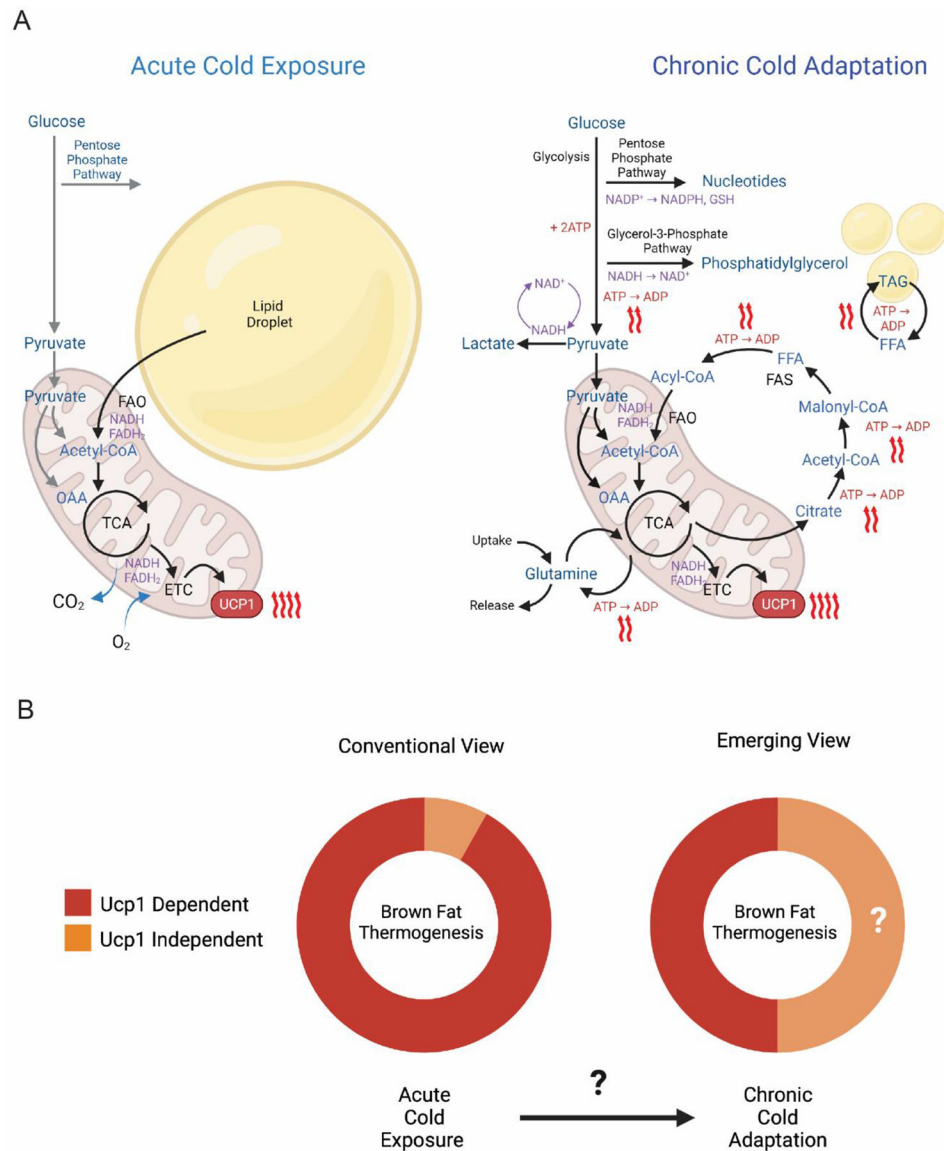 A
Acute Cold Exposure
Glucose
Pentose
Phosphate
Pathway
Lipid
Droplet
Pyruvate
Pyruvate
FAO
NADH
FADH₂
Acetyl-CoA
OAA
TCA
NADH
FADH₂
ETC
UCP1
CO₂
O₂
Chronic Cold Adaptation
Glucose
Glycolysis
Pentose
Phosphate
Pathway
Nucleotides
NADP⁺ → NADPH, GSH
+ 2ATP
Glycerol-3-Phosphate
Pathway
Phosphatidylglycerol
NADH → NAD⁺
ATP → ADP
NAD⁺
NADH
Lactate
Pyruvate
TAG
ATP →
ADP
FFA
ATP → ADP
FFA
FAS
Acyl-CoA
Malonyl-CoA
ATP → ADP
Acetyl-CoA
ATP → ADP
Citrate
Pyruvate
NADH
FADH₂
FAO
Acetyl-CoA
OAA
TCA
Uptake
Glutamine
Release
ATP → ADP
NADH
FADH₂
ETC
UCP1
B
Conventional View
Emerging View
Ucp1 Dependent
Ucp1 Independent
Brown Fat
Thermogenesis
Brown Fat
Thermogenesis
?
Acute
Cold
Exposure
?
Chronic
Cold
Adaptation